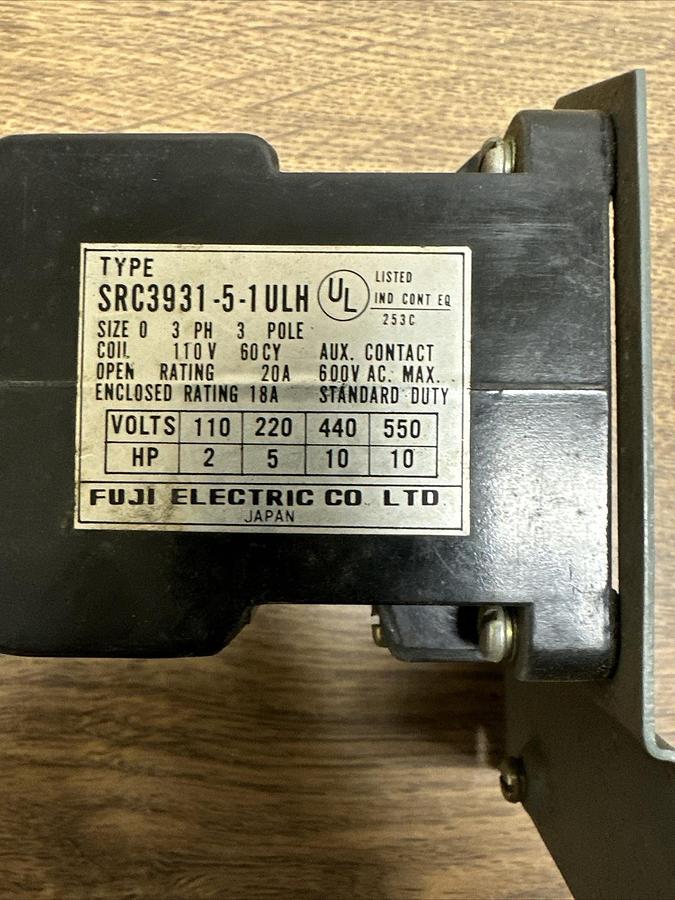 TYPE
SRC3931-5-1ULH
UL
LISTED
IND CONT EQ
253C
SIZE 0 3 PH 3 POLE
COIL 110V 60CY AUX. CONTACT
OPEN RATING 20A 600V AC. MAX.
ENCLOSED RATING 18A STANDARD DUTY
VOLTS 110 220 440 550
HP 2 5 10 10
FUJI ELECTRIC CO. LTD
JAPAN